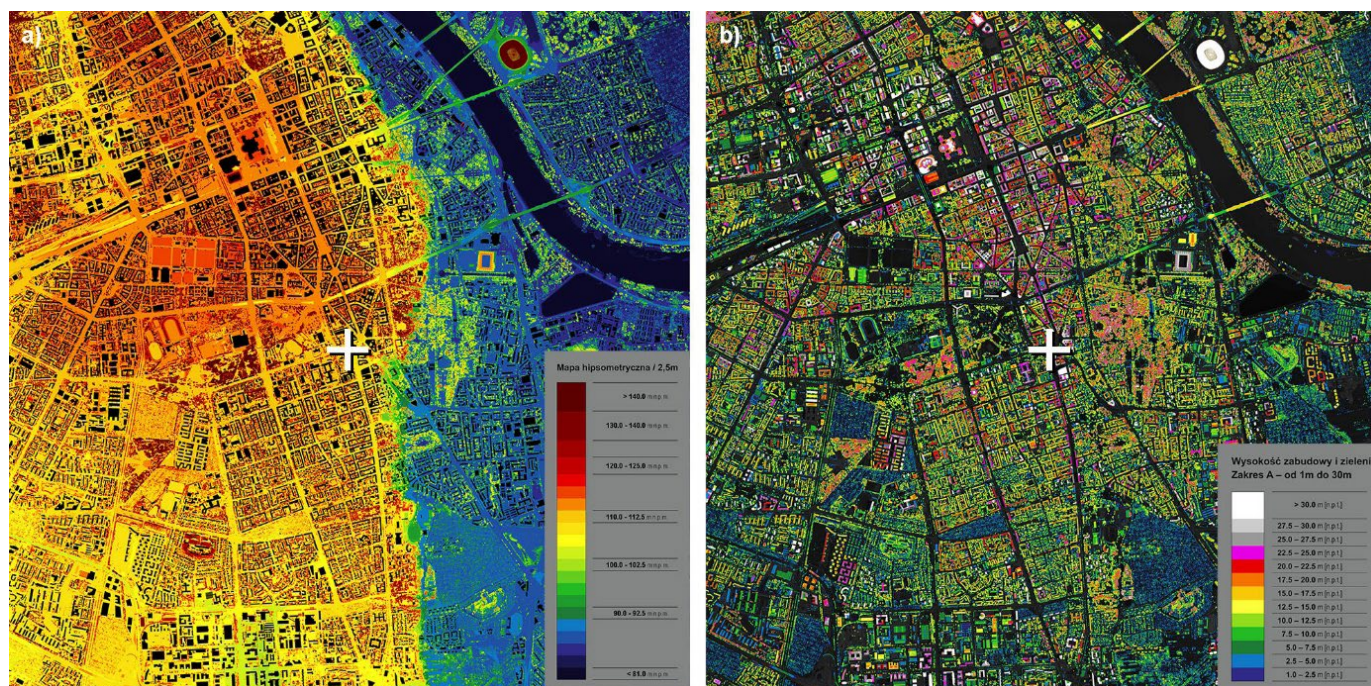 a)
Mapa hipsometryczna / 2,5m
> 140.0 m n.p.m.
130.0 - 140.0 m n.p.m.
120.0 - 125.0 m n.p.m.
110.0 - 112.5 m n.p.m.
100.0 - 102.5 m n.p.m.
90.0 - 92.5 m n.p.m.
< 81.0 m n.p.m.
b)
Wysokość zabudowy i zieleni
Zakres A – od 1m do 30m
> 30.0 m [n.p.t.]
27.5 – 30.0 m [n.p.t.]
25.0 – 27.5 m [n.p.t.]
22.5 – 25.0 m [n.p.t.]
20.0 – 22.5 m [n.p.t.]
17.5 – 20.0 m [n.p.t.]
15.0 – 17.5 m [n.p.t.]
12.5 – 15.0 m [n.p.t.]
10.0 – 12.5 m [n.p.t.]
7.5 – 10.0 m [n.p.t.]
5.0 – 7.5 m [n.p.t.]
2.5 – 5.0 m [n.p.t.]
1.0 – 2.5 m [n.p.t.]